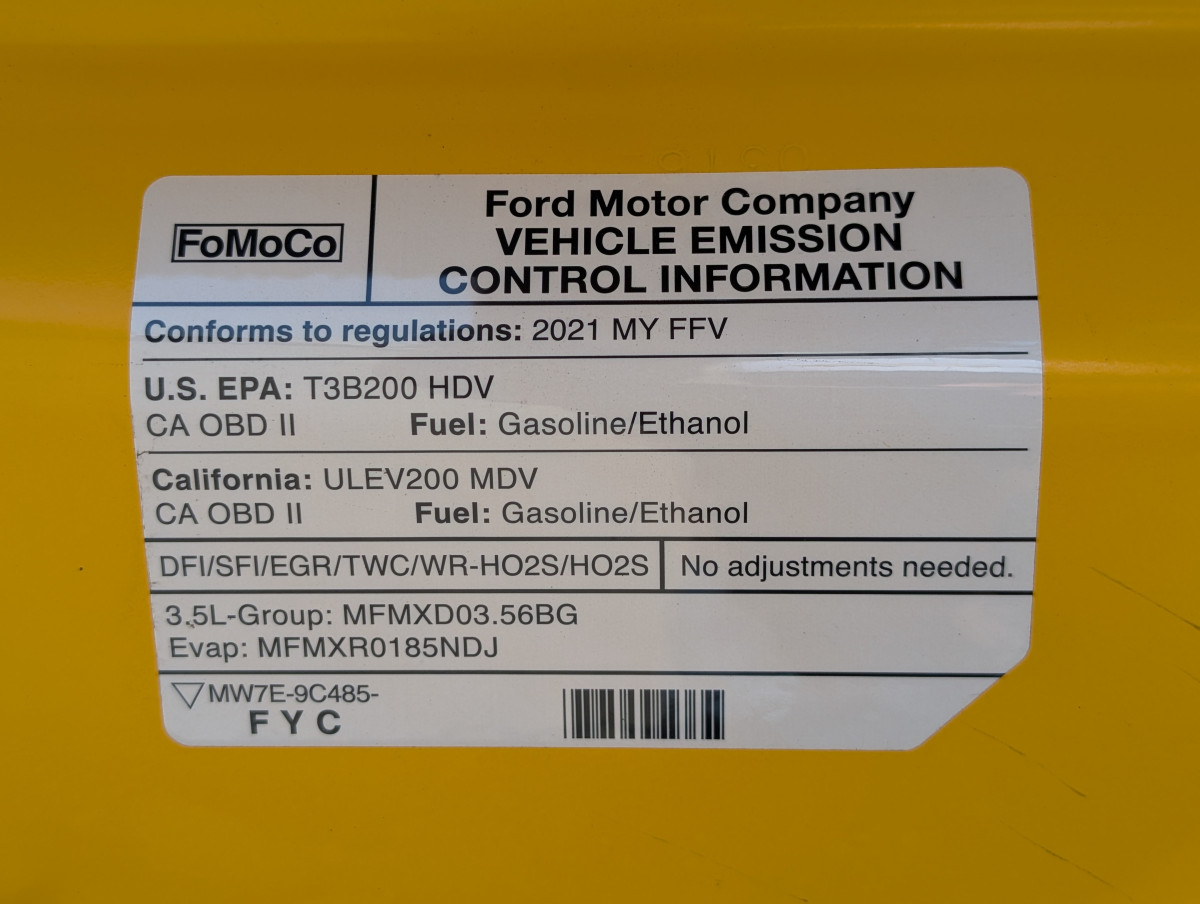 FoMoCo
Ford Motor Company
VEHICLE EMISSION
CONTROL INFORMATION
Conforms to regulations: 2021 MY FFV
U.S. EPA: T3B200 HDV
CA OBD II Fuel: Gasoline/Ethanol
California: ULEV200 MDV
CA OBD II Fuel: Gasoline/Ethanol
DFI/SFI/EGR/TWC/WR-HO2S/HO2S No adjustments needed.
3.5L-Group: MFMXD03.56BG
Evap: MFMXR0185NDJ
MW7E-9C485-
F Y C